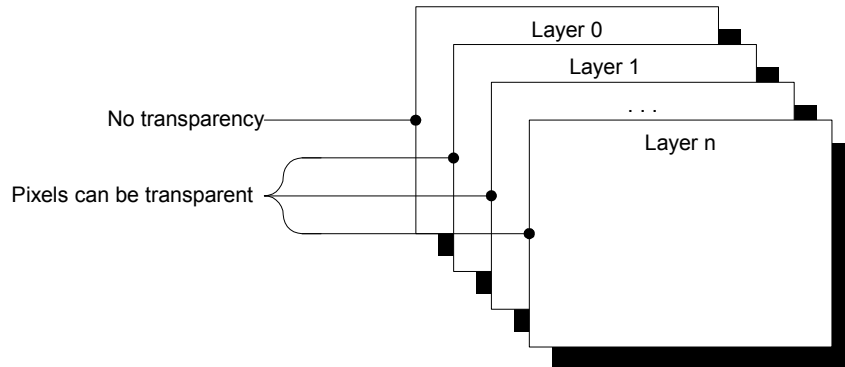 Layer 0
Layer 1
. . .
No transparency
Layer n
Pixels can be transparent